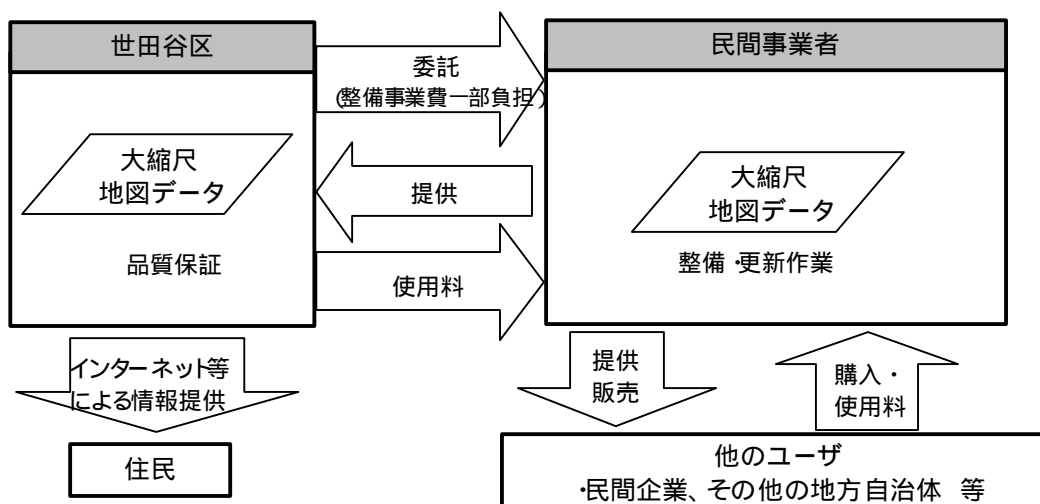 世田谷区
民間事業者
委託
(整備事業費一部負担)
大縮尺
地図データ
提供
大縮尺
地図データ
品質保証
整備・更新作業
使用料
インターネット等
による情報提供
提供
販売
購入・
使用料
住民
他のユーザ
・民間企業、その他の地方自治体 等